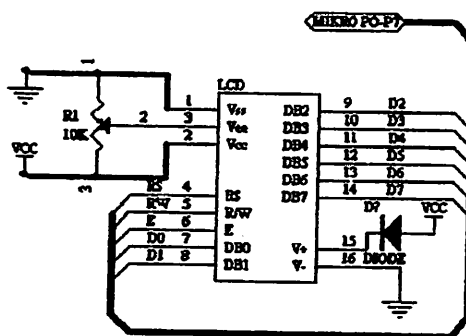 MIKRO PO-P7
1
LCD
1 Vss
R1 2 3 Vee
10K
VCC 2 Vcc
3
RS 4 RS
R/W 5 R/W
E 6 E
D0 7 DB0
D1 8 DB1
DB2 9 D2
DB3 10 D3
DB4 11 D4
DB5 12 D5
DB6 13 D6
DB7 14 D7
D? VCC
V+ 15
V- 16 DIODE